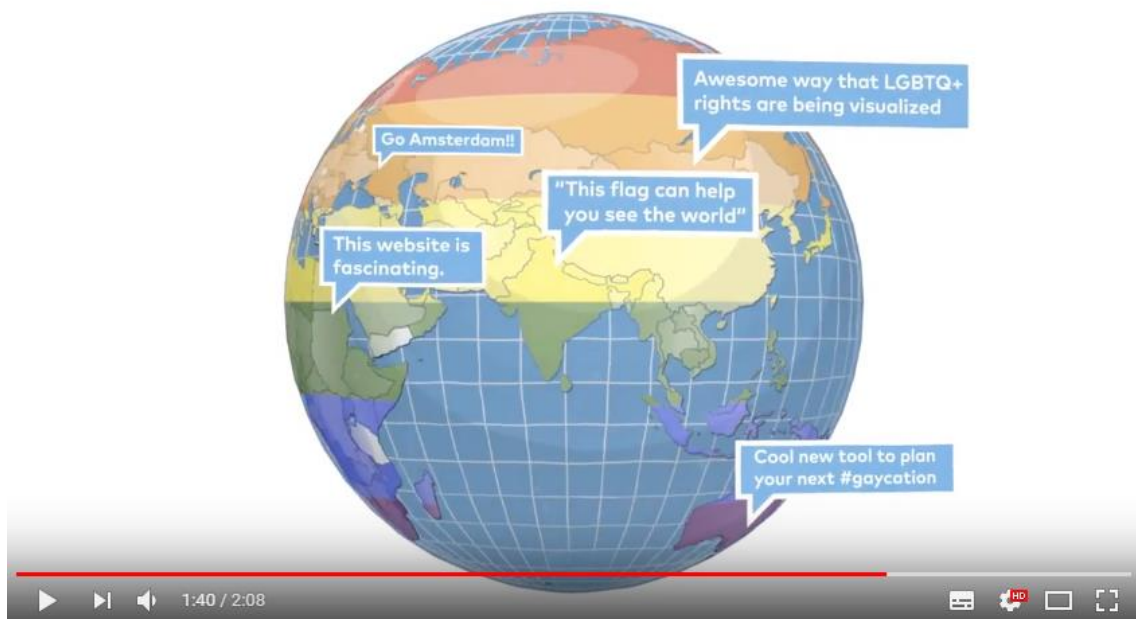 Awesome way that LGBTQ+
rights are being visualized
Go Amsterdam!!
"This flag can help
you see the world"
This website is
fascinating.
Cool new tool to plan
your next #gaycation
1:40 / 2:08
HD